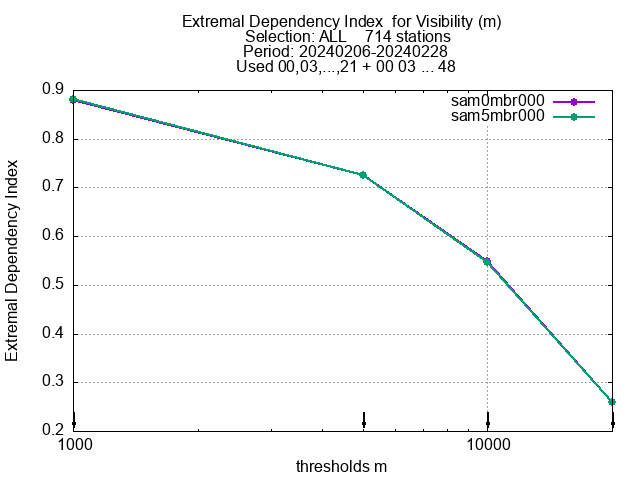 Extremal Dependency Index  for Visibility (m)
Selection: ALL    714 stations
Period: 20240206-20240228
Used 00,03,...,21 + 00 03 ... 48
sam0mbr000
sam5mbr000
Extremal Dependency Index
0.9
0.8
0.7
0.6
0.5
0.4
0.3
0.2
1000
10000
thresholds m